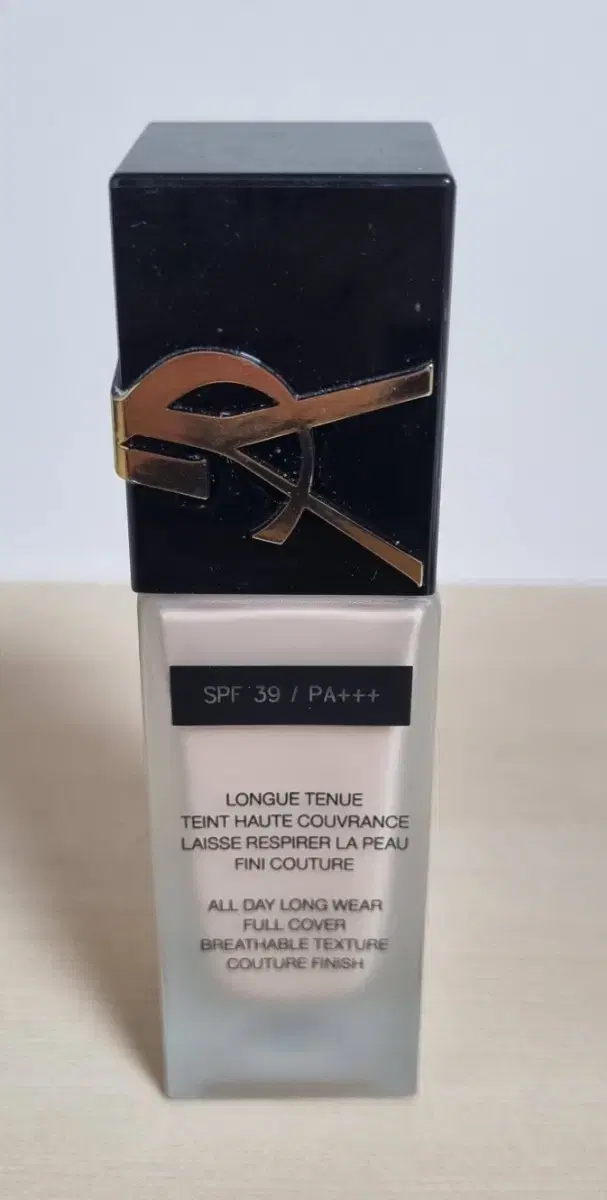 SPF 39 / PA+++
LONGUE TENUE
TEINT HAUTE COUVRANCE
LAISSE RESPIRER LA PEAU
FINI COUTURE
ALL DAY LONG WEAR
FULL COVER
BREATHABLE TEXTURE
COUTURE FINISH